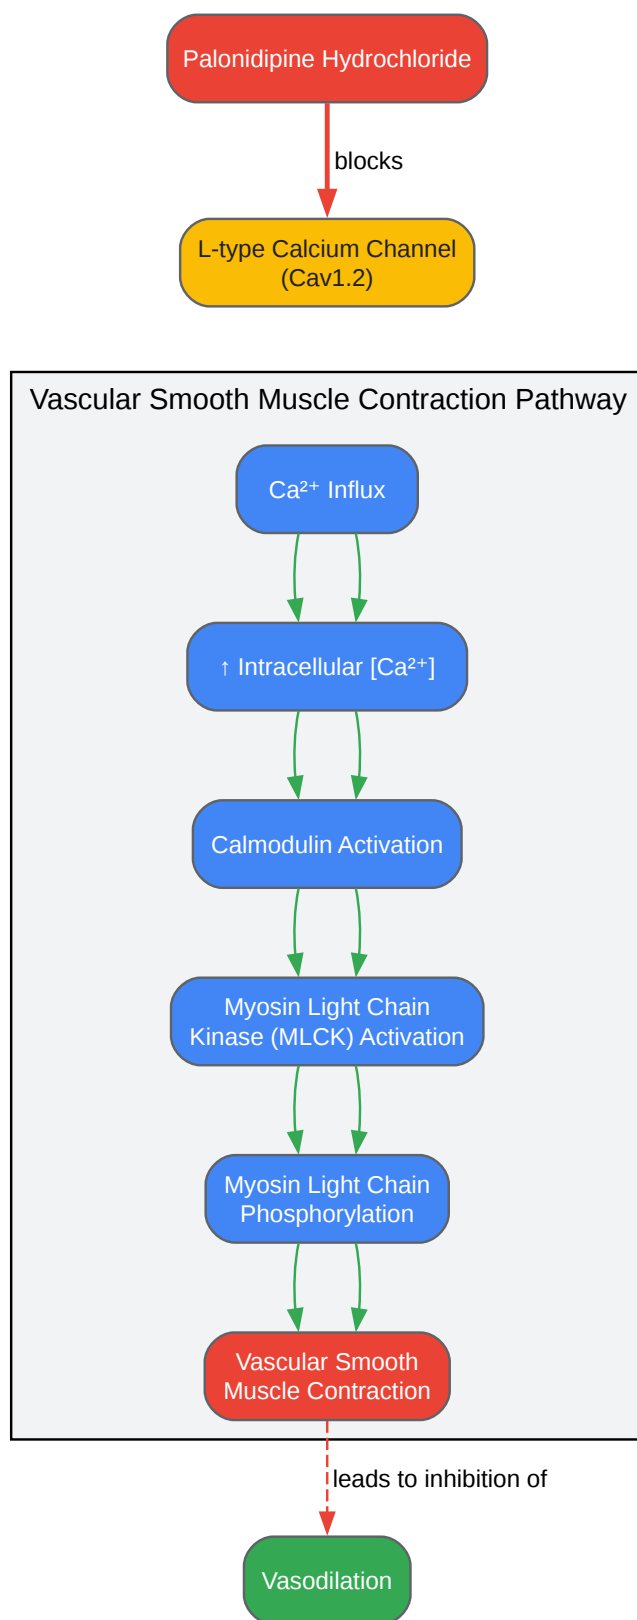 Palonidipine Hydrochloride
blocks
L-type Calcium Channel
(Cav1.2)
Vascular Smooth Muscle Contraction Pathway
Ca²⁺ Influx
↑ Intracellular [Ca²⁺]
Calmodulin Activation
Myosin Light Chain
Kinase (MLCK) Activation
Myosin Light Chain
Phosphorylation
Vascular Smooth
Muscle Contraction
leads to inhibition of
Vasodilation